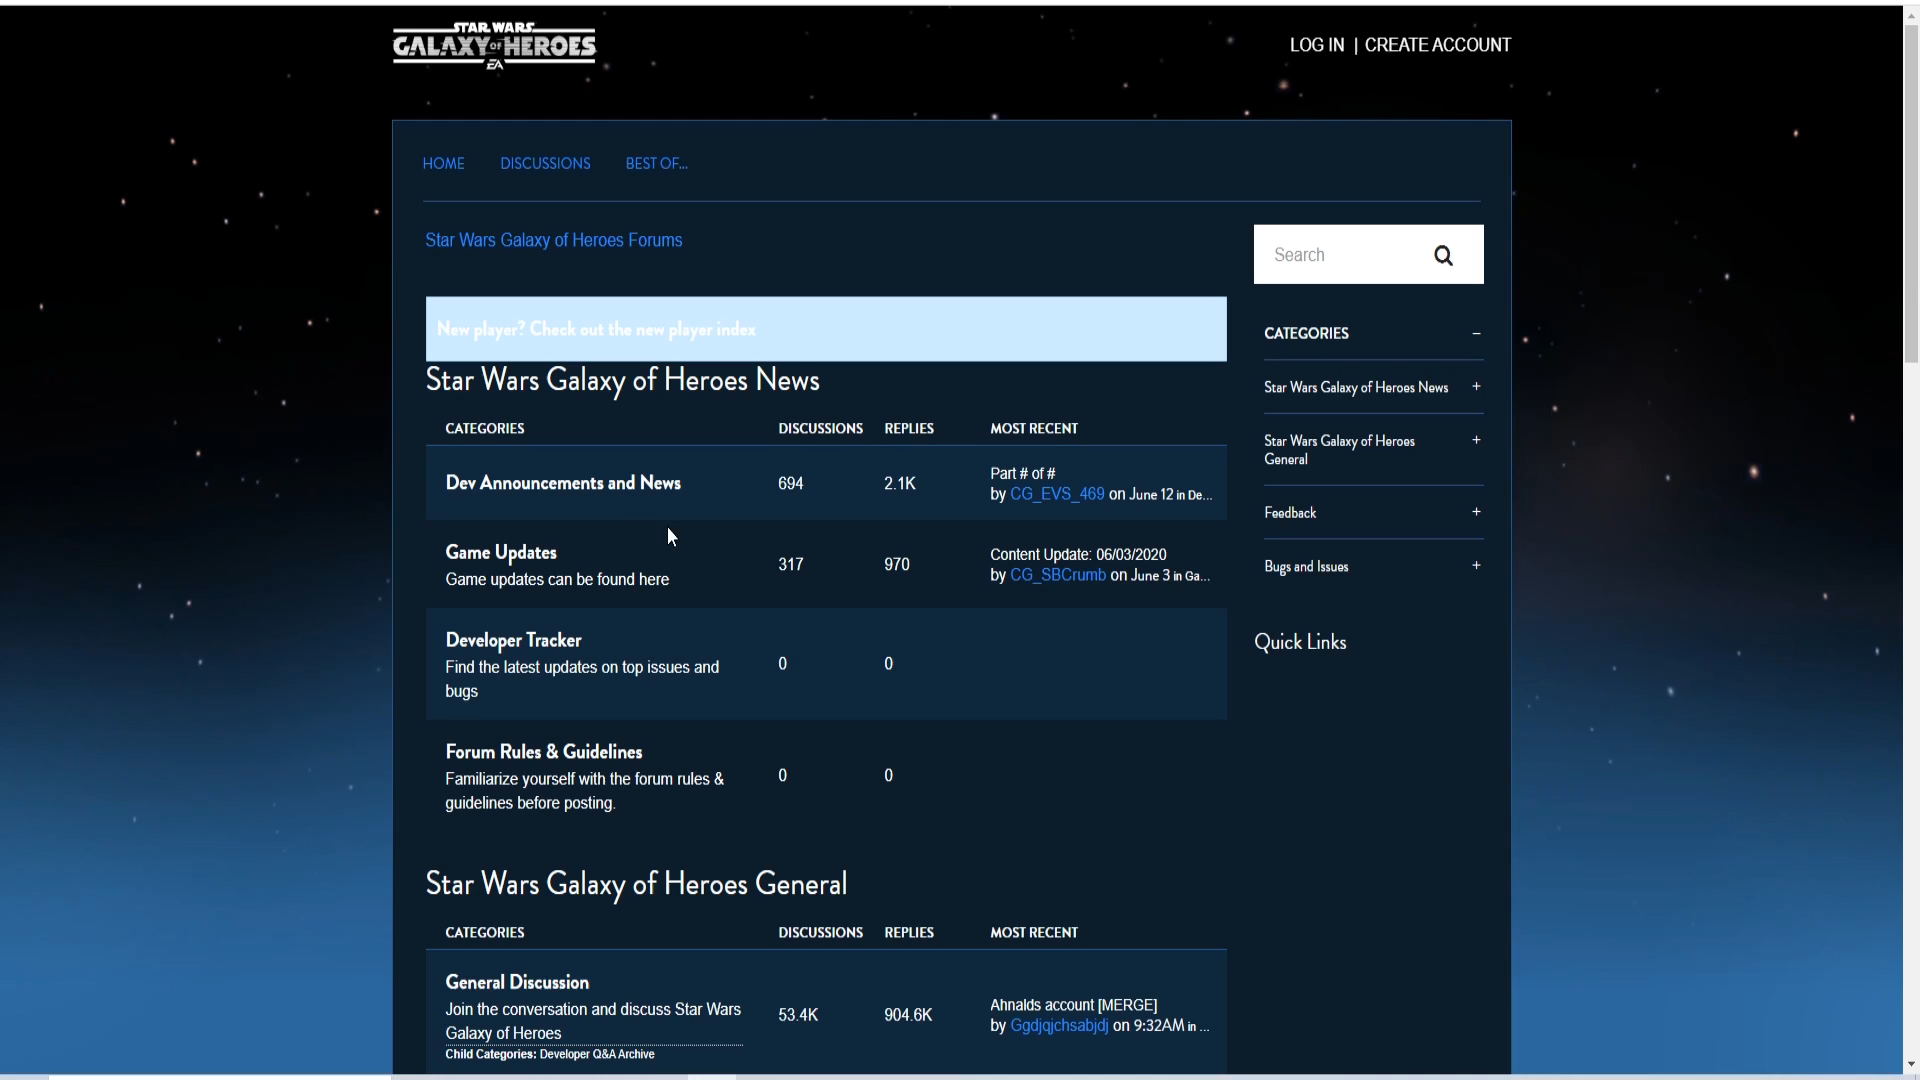 STAR WARS
GALAXY OF HEROES
EA
LOG IN | CREATE ACCOUNT
HOME DISCUSSIONS BEST OF...
Star Wars Galaxy of Heroes Forums
Search
New player? Check out the new player index
Star Wars Galaxy of Heroes News
CATEGORIES DISCUSSIONS REPLIES MOST RECENT
Dev Announcements and News 694 2.1K
Part # of #
by CG_EVS_469 on June 12 in De...
Game Updates
Game updates can be found here
317 970
Content Update: 06/03/2020
by CG_SBCrumb on June 3 in Ga...
Developer Tracker
Find the latest updates on top issues and
bugs
0 0
Forum Rules & Guidelines
Familiarize yourself with the forum rules &
guidelines before posting.
0 0
Star Wars Galaxy of Heroes General
CATEGORIES DISCUSSIONS REPLIES MOST RECENT
General Discussion
Join the conversation and discuss Star Wars
Galaxy of Heroes
Child Categories: Developer Q&A Archive
53.4K 904.6K
Ahnalds account [MERGE]
by Ggdjqjchsabjdj on 9:32AM in ...
CATEGORIES −
Star Wars Galaxy of Heroes News +
Star Wars Galaxy of Heroes
General +
Feedback +
Bugs and Issues +
Quick Links